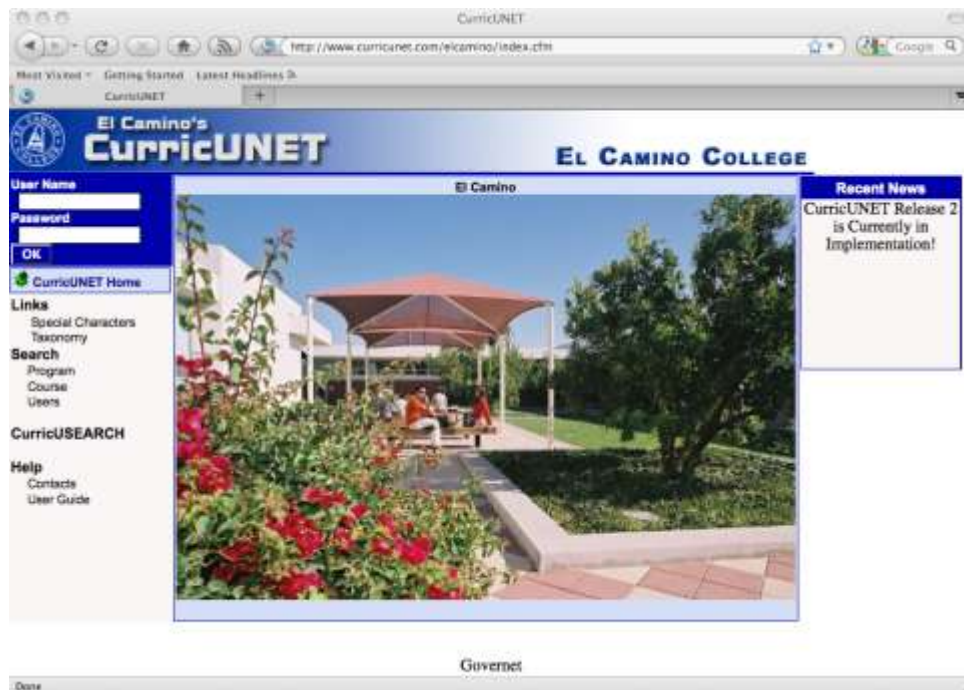 CurricUNET
http://www.curricunet.com/elcamino/index.cfm
Google
Most Visited Getting Started Latest Headlines
CurricUNET
+
El Camino's
CurricUNET
EL CAMINO COLLEGE
User Name
Password
OK
CurricUNET Home
Links
Special Characters
Taxonomy
Search
Program
Course
Users
CurricUSEARCH
Help
Contacts
User Guide
El Camino
Recent News
CurricUNET Release 2
is Currently in
Implementation!
Governet
Done